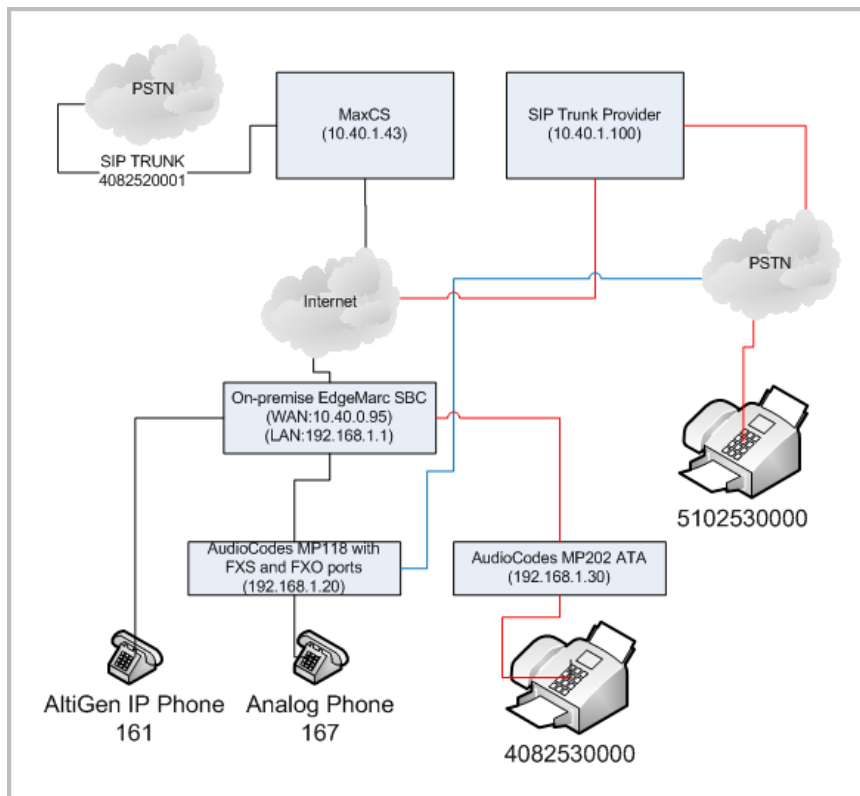 PSTN
MaxCS
(10.40.1.43)
SIP Trunk Provider
(10.40.1.100)
SIP TRUNK
4082520001
PSTN
Internet
On-premise EdgeMarc SBC
(WAN:10.40.0.95)
(LAN:192.168.1.1)
5102530000
AudioCodes MP118 with
FXS and FXO ports
(192.168.1.20)
AudioCodes MP202 ATA
(192.168.1.30)
AltiGen IP Phone
161
Analog Phone
167
4082530000